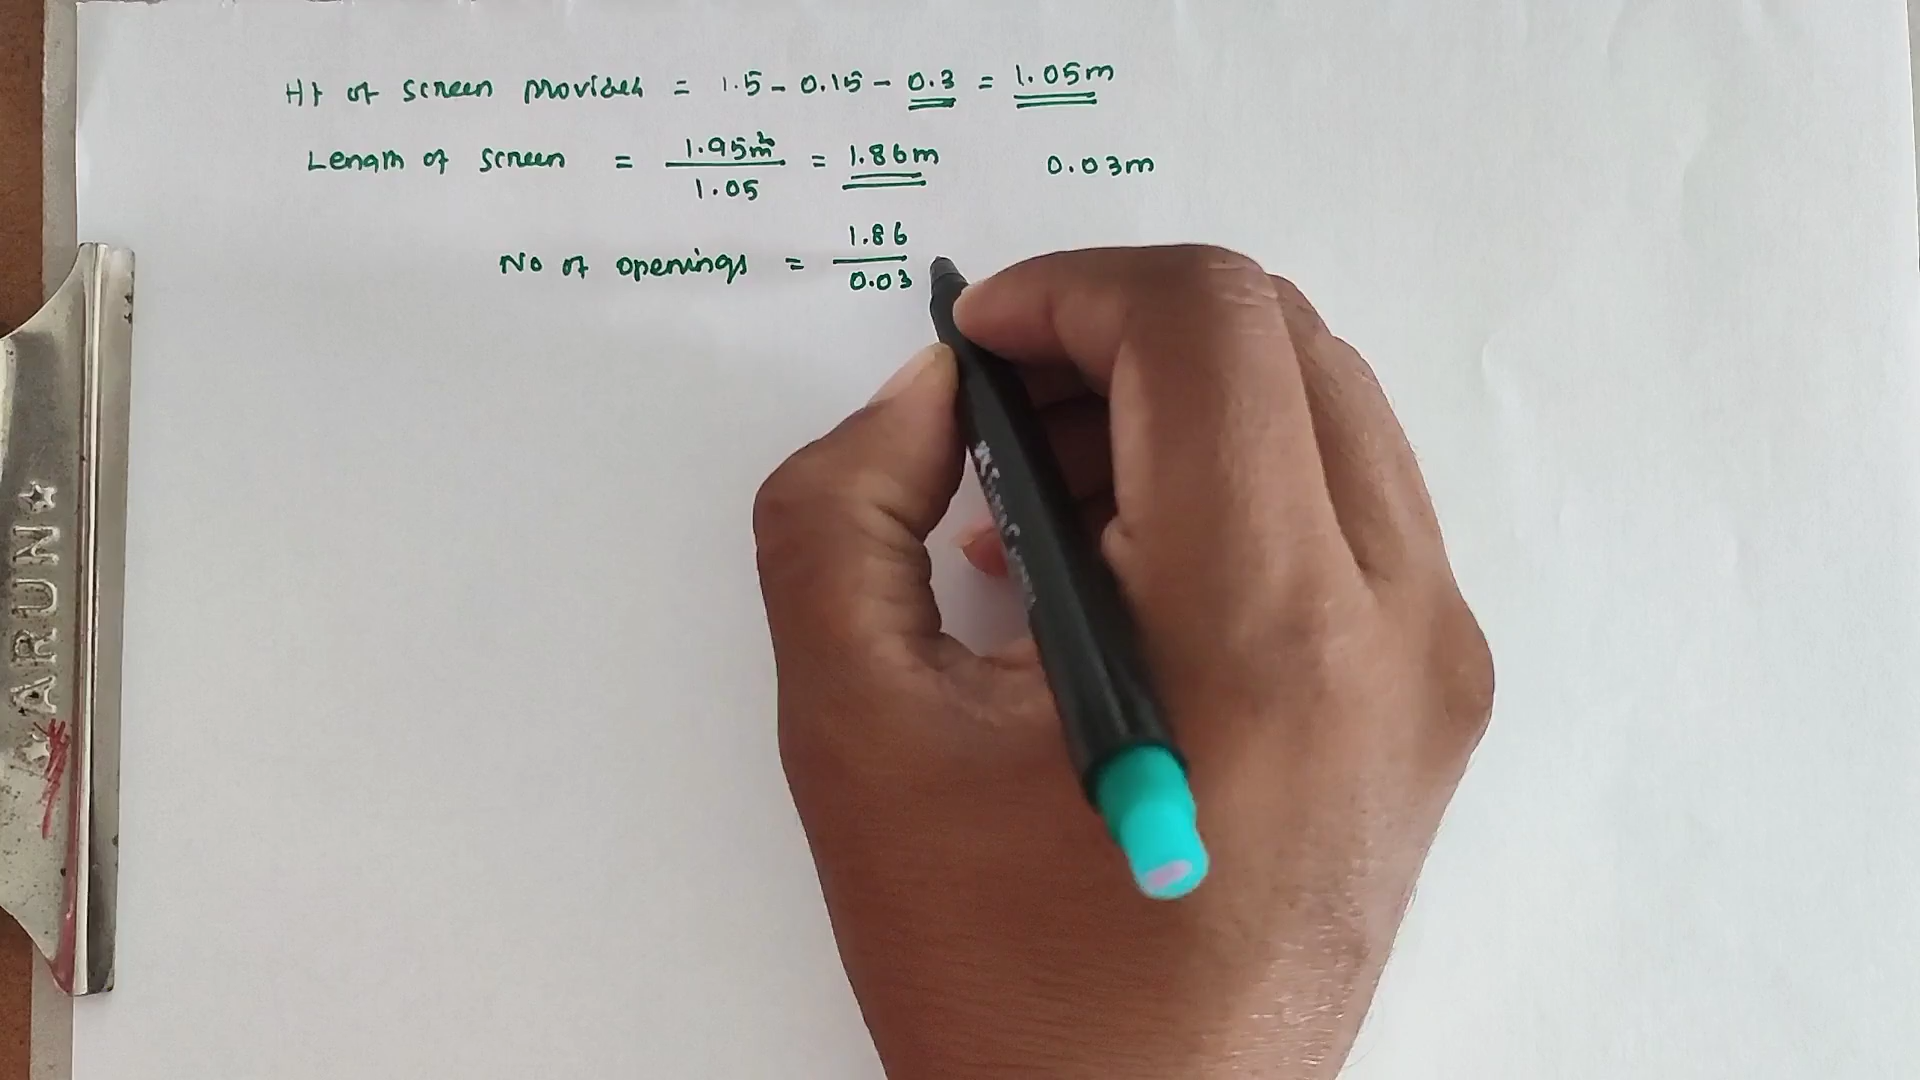 Ht of screen provided = 1.5 - 0.15 - 0.3 = 1.05m
Length of screen = 1.95m² / 1.05 = 1.86m 0.03m
No of openings = 1.86 / 0.03
ARUN